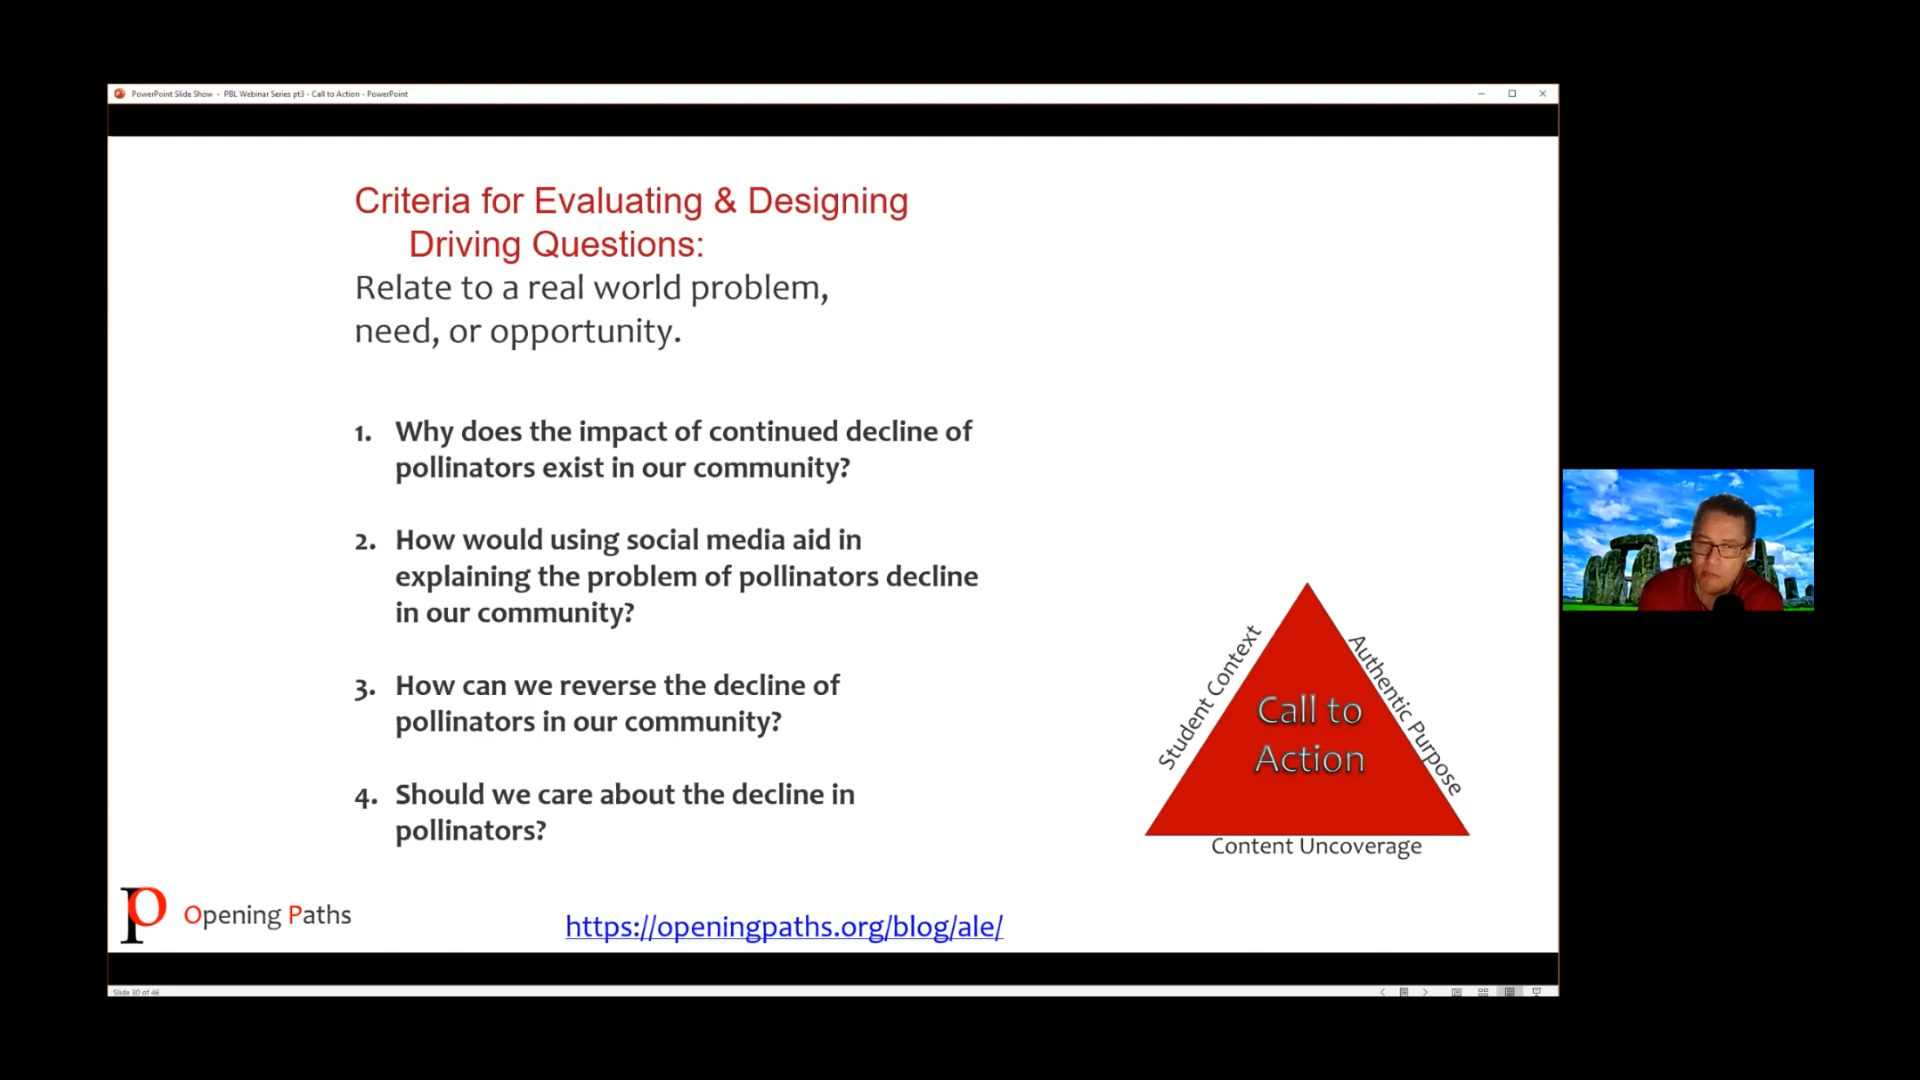 PowerPoint Slide Show - PBL Webinar Series pt3 - Call to Action - PowerPoint
Criteria for Evaluating & Designing
Driving Questions:
Relate to a real world problem,
need, or opportunity.
1. Why does the impact of continued decline of
pollinators exist in our community?
2. How would using social media aid in
explaining the problem of pollinators decline
in our community?
3. How can we reverse the decline of
pollinators in our community?
4. Should we care about the decline in
pollinators?
Student Context
Authentic Purpose
Call to
Action
Content Uncoverage
Opening Paths
https://openingpaths.org/blog/ale/
Slide 30 of 46